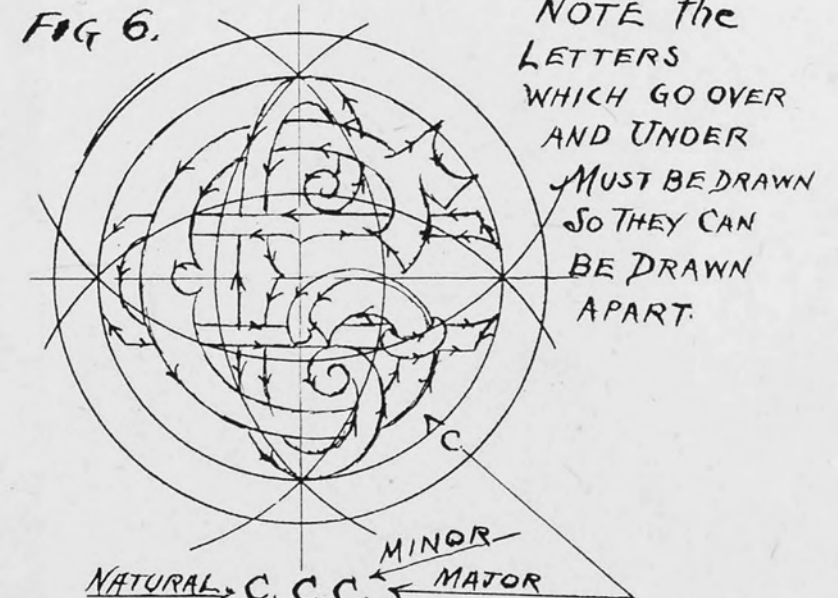 FIG 6.
NOTE The
LETTERS
WHICH GO OVER
AND UNDER
MUST BE DRAWN
SO THEY CAN
BE DRAWN
APART.
C.
MINOR
NATURAL C. C. C. MAJOR